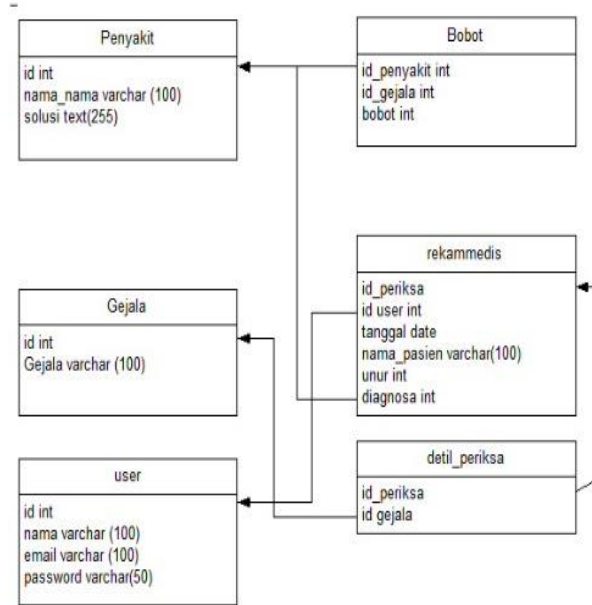 Penyakit
id int
nama_nama varchar (100)
solusi text(255)
Bobot
id_penyakit int
id_gejala int
bobot int
rekammedis
id_periksa
id user int
tanggal date
nama_pasien varchar(100)
unur int
diagnosa int
Gejala
id int
Gejala varchar (100)
user
id int
nama varchar (100)
email varchar (100)
password varchar(50)
detil_periksa
id_periksa
id gejala